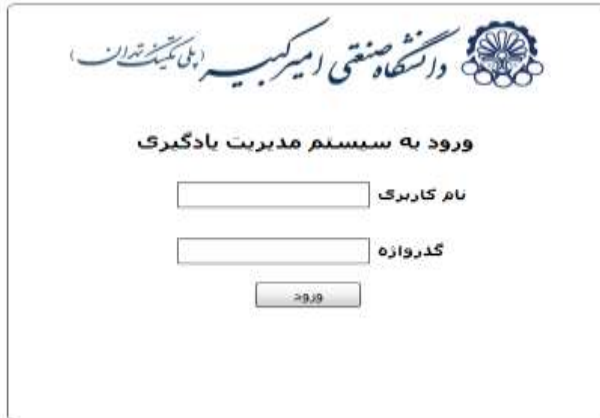 دانشگاه صنعتی امیرکبیر (پلی تکنیک تهران)
ورود به سیستم مدیریت یادگیری
نام کاربری
گذرواژه
ورود